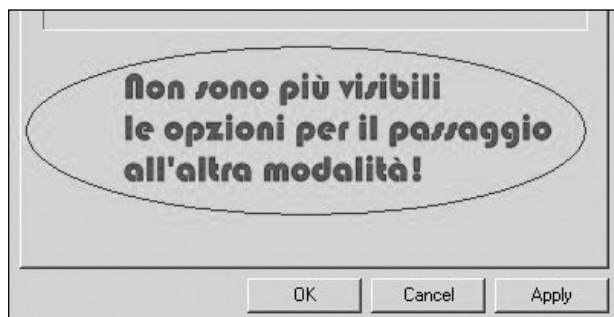 Non sono più visibili
le opzioni per il passaggio
all'altra modalità!
OK Cancel Apply